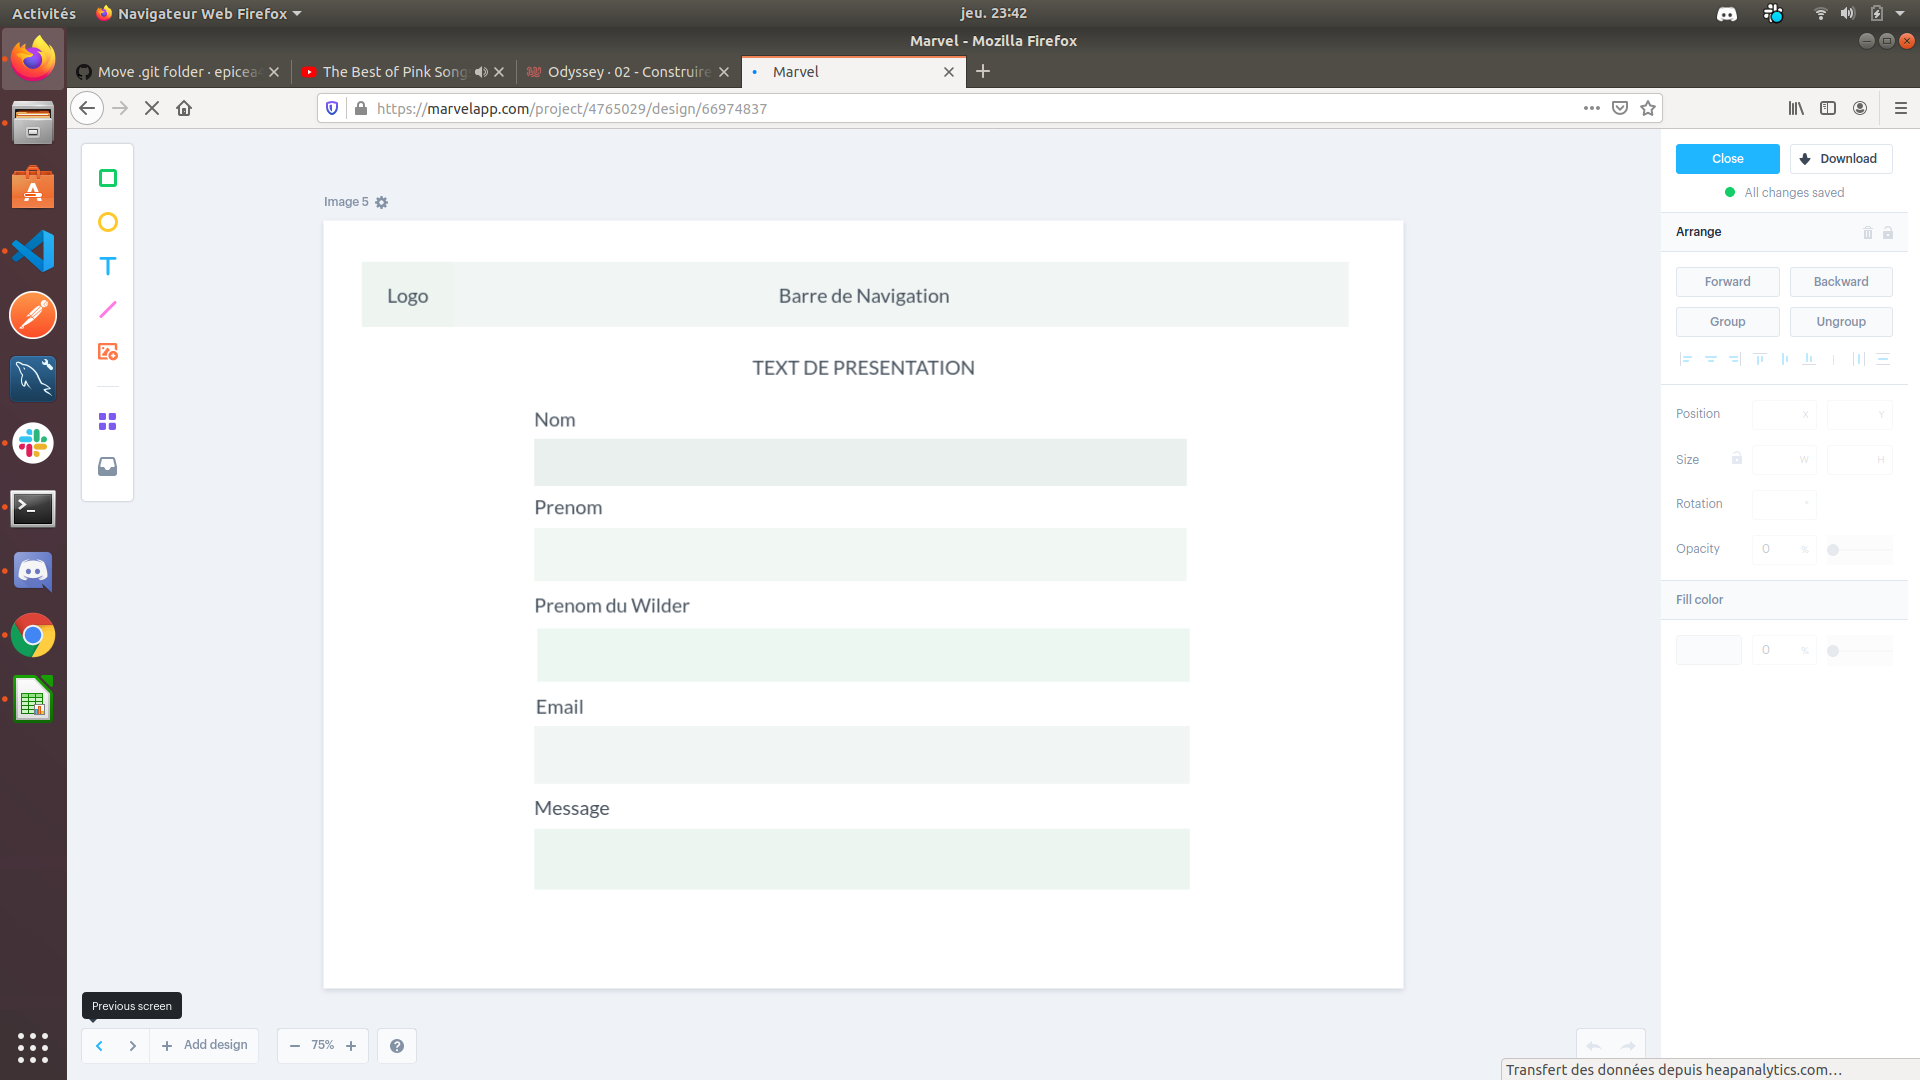 Activités
Navigateur Web Firefox
jeu. 23:42
Marvel - Mozilla Firefox
Move .git folder · epicea
The Best of Pink Song
Odyssey · 02 - Construire
Marvel
https://marvelapp.com/project/4765029/design/66974837
Close
Download
All changes saved
Image 5
Arrange
Forward
Backward
Group
Ungroup
Logo
Barre de Navigation
TEXT DE PRESENTATION
Nom
Prenom
Prenom du Wilder
Email
Message
Position
X
Y
Size
W
H
Rotation
°
Opacity
0
%
Fill color
0
%
Previous screen
Add design
75%
Transfert des données depuis heapanalytics.com…